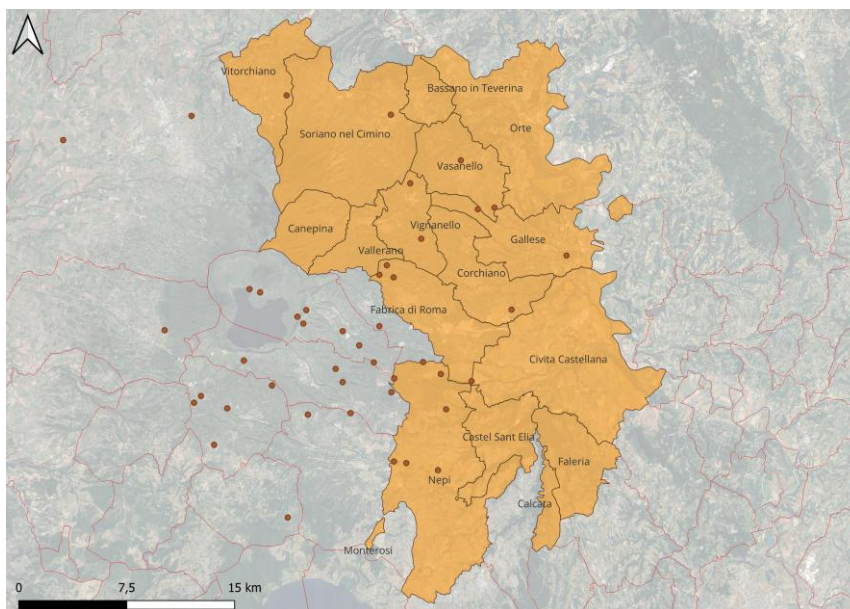 Vitorchiano
Bassano in Teverina
Soriano nel Cimino
Orte
Vasanello
Canepina
Vignanello
Gallese
Vallerano
Corchiano
Fabrica di Roma
Civita Castellana
Castel Sant Elia
Faleria
Nepi
Calcata
Monterosi
0 7,5 15 km